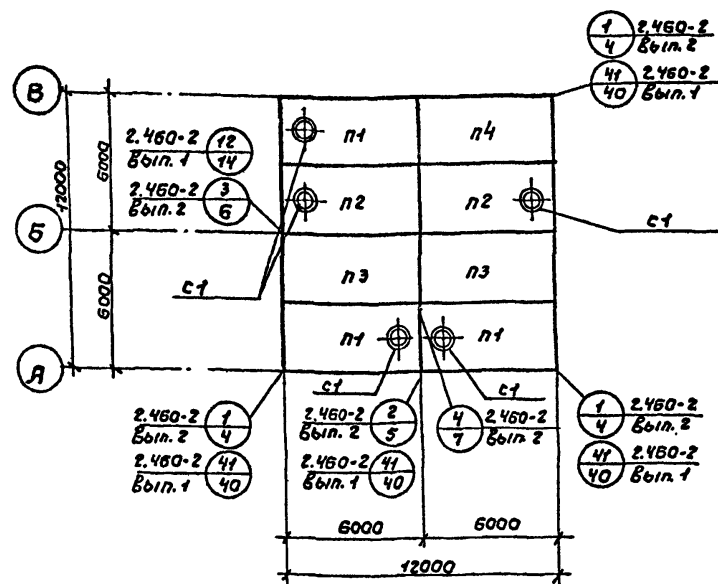 1 2.460-2
4 Вып. 2
41 2.460-2
40 Вып. 1
В
2.460-2 12
Вып. 1 14
2.460-2 3
Вып. 2 6
п1 п4
6000
12000
п2 п2
Б
с1
с1
п3 п3
6000
п1 п1
А
с1 с1
2.460-2 1
Вып. 2 4
2.460-2 41
Вып. 1 40
2.460-2 2
Вып. 2 5
2.460-2 41
Вып. 1 40
4 2.460-2
7 Вып. 2
1 2.460-2
4 Вып. 2
41 2.460-2
40 Вып. 1
6000 6000
12000